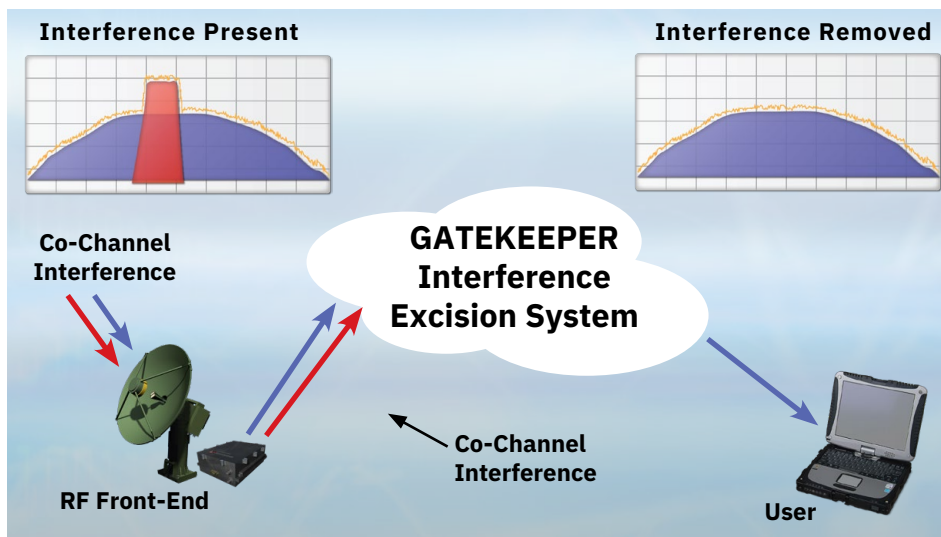 Interference Present
Interference Removed
Co-Channel
Interference
GATEKEEPER
Interference
Excision System
Co-Channel
Interference
RF Front-End
User